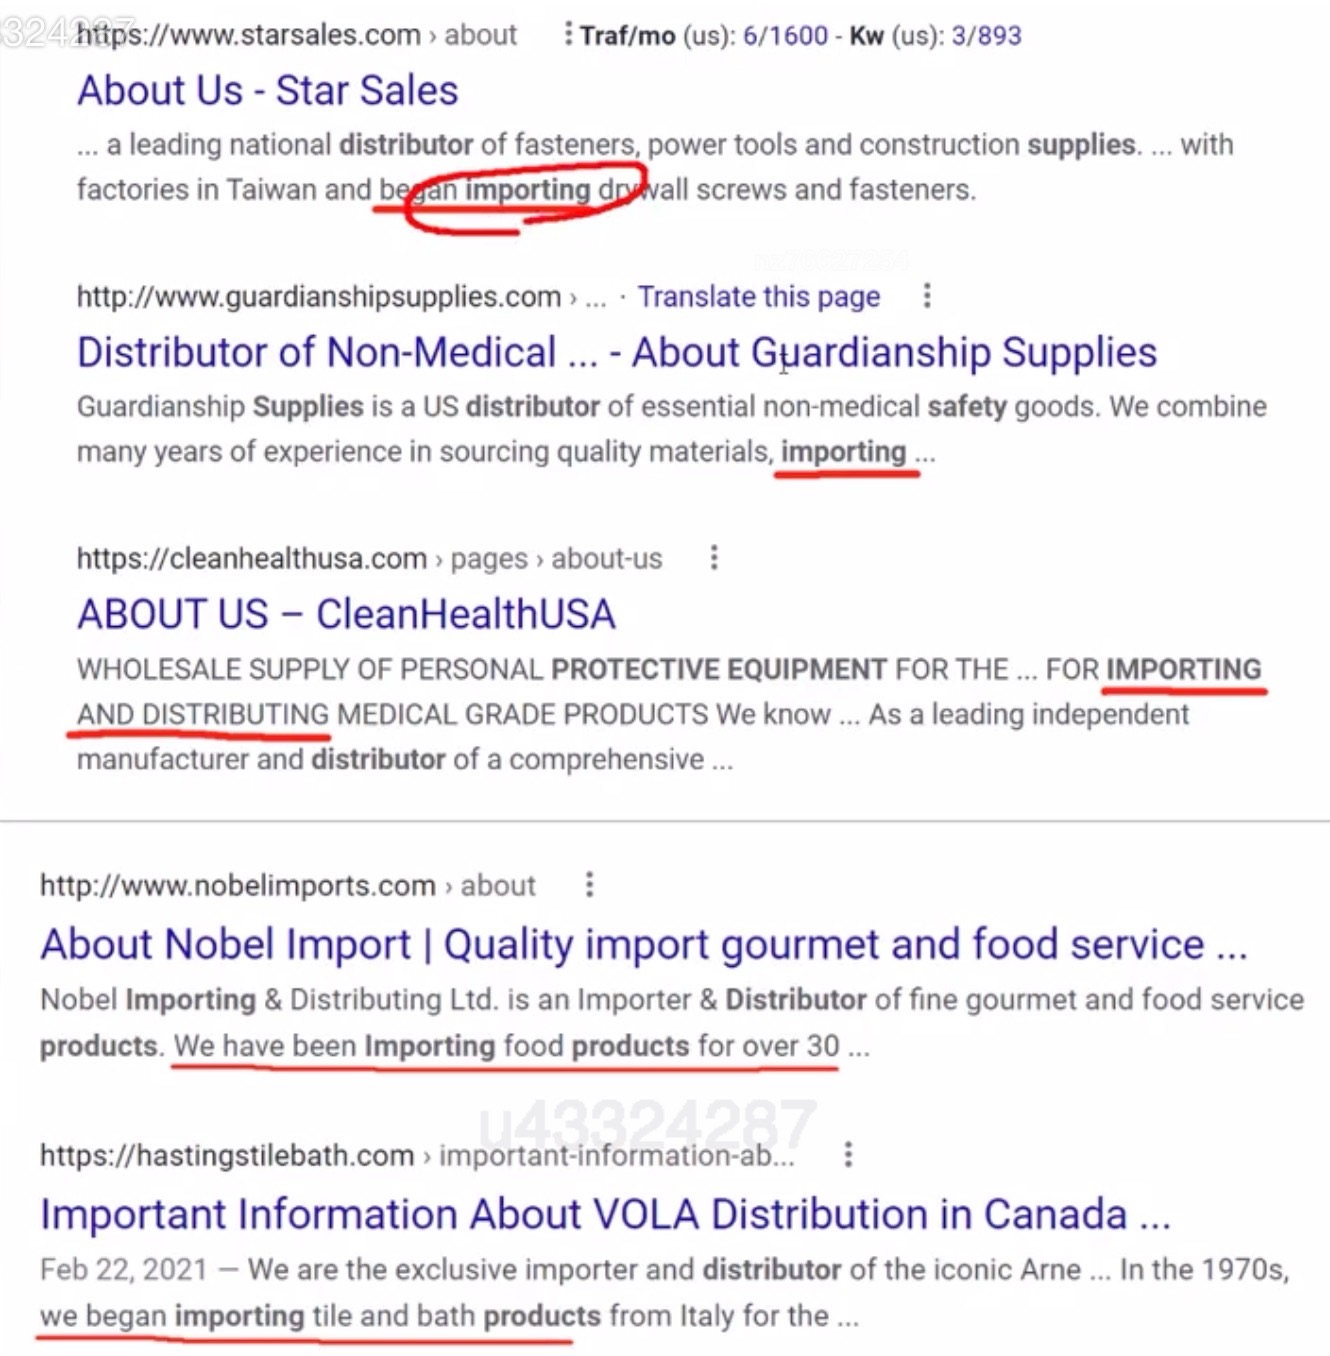 3324287
https://www.starsales.com › about ⋮ Traf/mo (us): 6/1600 - Kw (us): 3/893
About Us - Star Sales
... a leading national distributor of fasteners, power tools and construction supplies. ... with
factories in Taiwan and began importing drywall screws and fasteners.
http://www.guardianshipsupplies.com › ... · Translate this page ⋮
Distributor of Non-Medical ... - About Guardianship Supplies
Guardianship Supplies is a US distributor of essential non-medical safety goods. We combine
many years of experience in sourcing quality materials, importing ...
https://cleanhealthusa.com › pages › about-us ⋮
ABOUT US – CleanHealthUSA
WHOLESALE SUPPLY OF PERSONAL PROTECTIVE EQUIPMENT FOR THE ... FOR IMPORTING
AND DISTRIBUTING MEDICAL GRADE PRODUCTS We know ... As a leading independent
manufacturer and distributor of a comprehensive ...
http://www.nobelimports.com › about ⋮
About Nobel Import | Quality import gourmet and food service ...
Nobel Importing & Distributing Ltd. is an Importer & Distributor of fine gourmet and food service
products. We have been Importing food products for over 30 ...
u43324287
https://hastingstilebath.com › important-information-ab... ⋮
Important Information About VOLA Distribution in Canada ...
Feb 22, 2021 — We are the exclusive importer and distributor of the iconic Arne ... In the 1970s,
we began importing tile and bath products from Italy for the ...